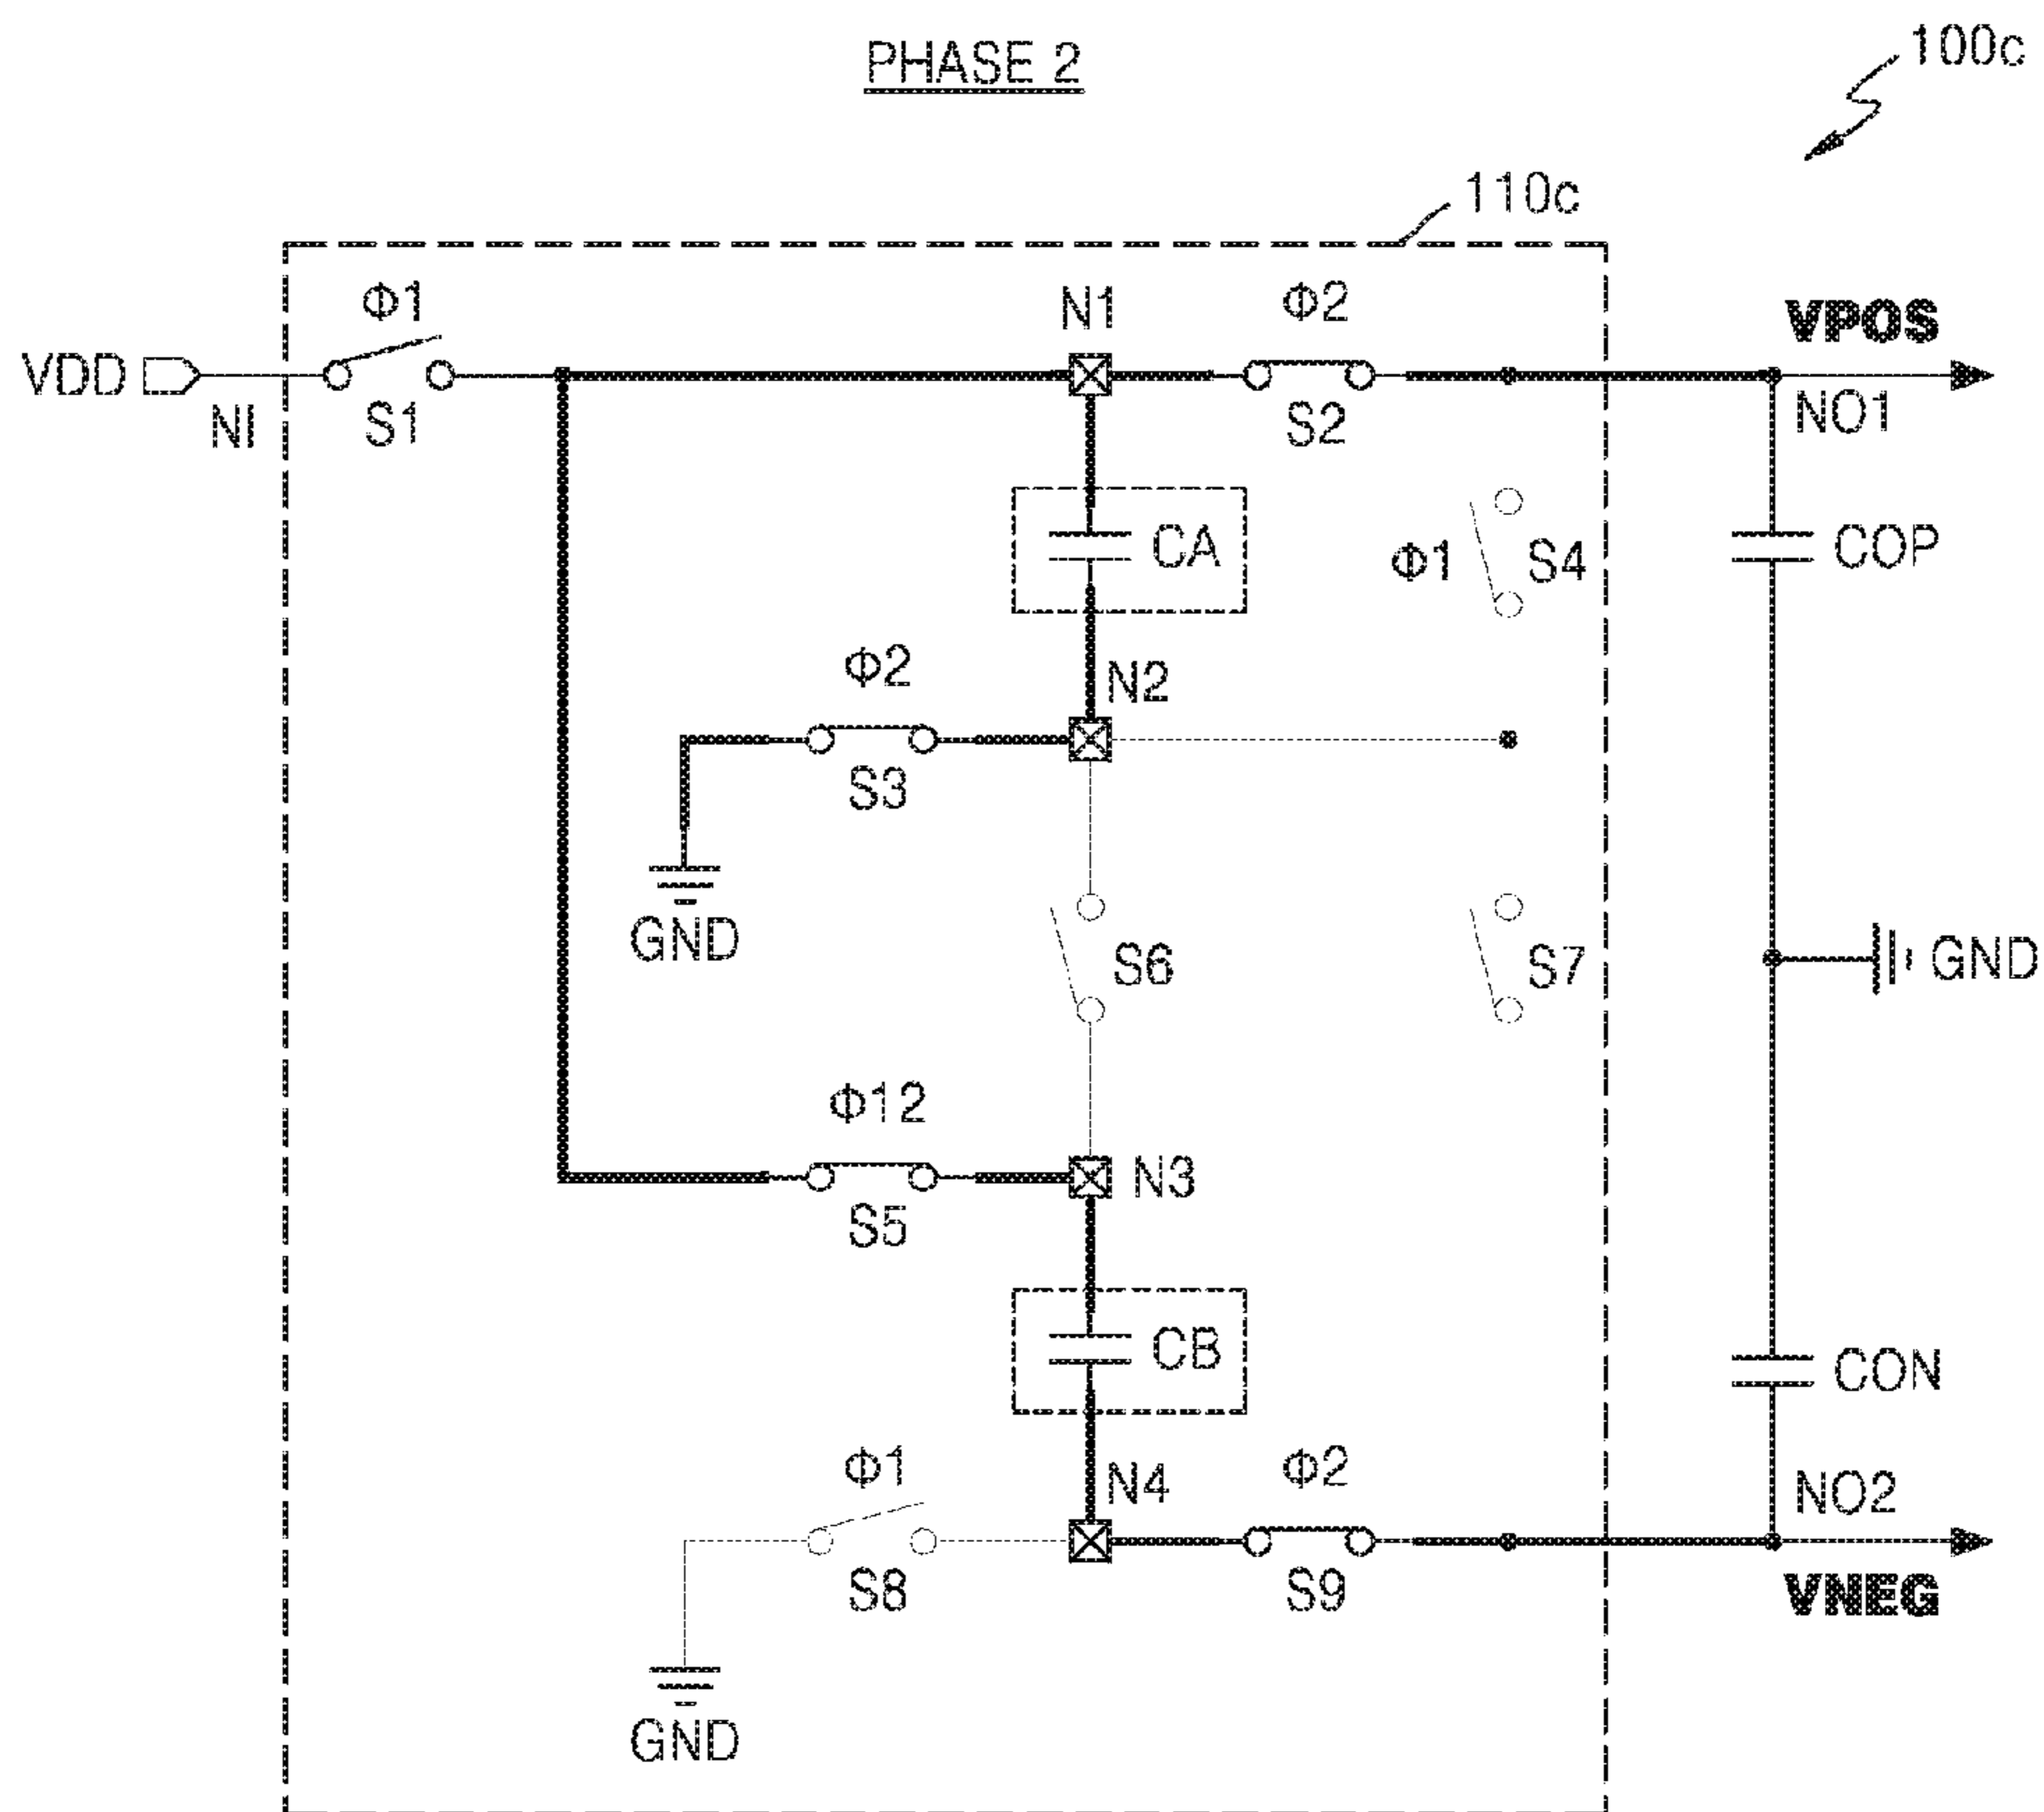 PHASE 2
100c
110c
Φ1
N1
Φ2
VPOS
VDD
NI
S1
S2
NO1
CA
Φ1
S4
COP
Φ2
N2
S3
GND
S6
S7
GND
Φ12
N3
S5
CB
CON
Φ1
N4
Φ2
NO2
S8
S9
VNEG
GND